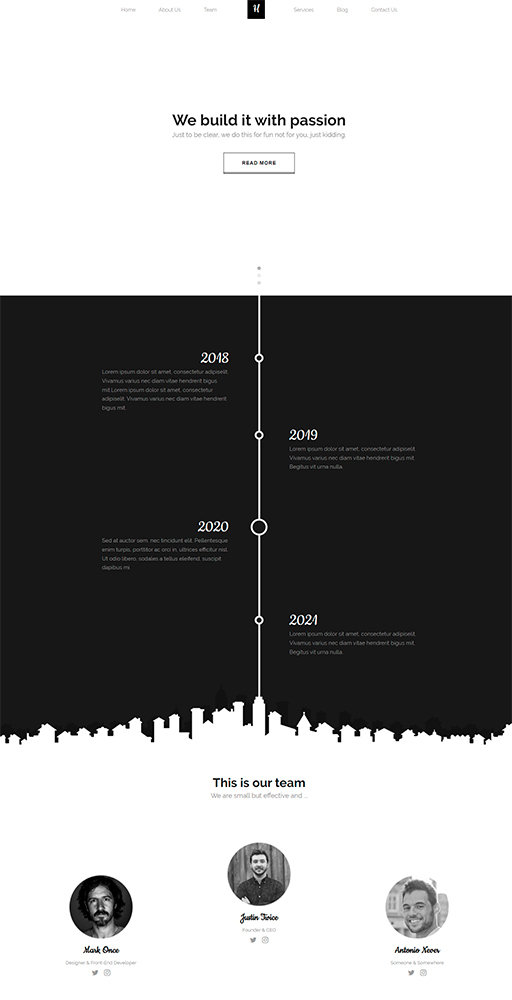 Home About Us Team H Services Blog Contact Us
We build it with passion
Just to be clear, we do this for fun not for you, just kidding.
READ MORE
2018
Lorem ipsum dolor sit amet, consectetur adipiscelit.
Vivamus varius nec diam vitae hendrerit bigus
mit.Lorem ipsum dolor sit amet, consectetur
adipiselit. Vivamus varius nec diam vitae hendrerit
bigus mit.
2019
Lorem ipsum dolor sit amet, consectetur adipiselit.
Vivamus varius nec diam vitae hendrerit bigus mit.
Begitus vit urna nulla.
2020
Sed at auctor sem, nec tincidunt elit. Pellentesque
enim turpis, porttitor ac orci in, ultrices efficitur nisl.
Ut odio libero, sodales a tellus eleifend, suscipit
dapibus mi
2021
Lorem ipsum dolor sit amet, consectetur adipiselit.
Vivamus varius nec diam vitae hendrerit bigus mit.
Begitus vit urna nulla.
This is our team
We are small but effective and ...
Justin Twice
Founder & CEO
Mark Once
Designer & Front-End Developer
Antonio Never
Someone & Somewhere